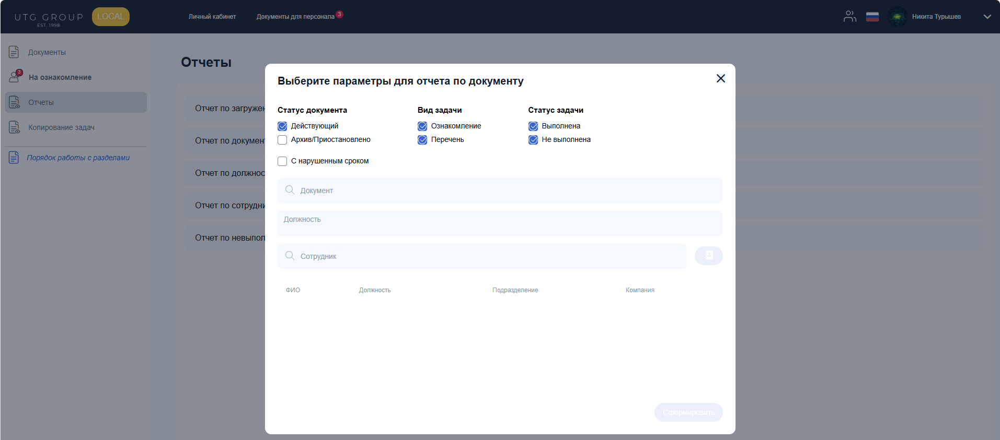 UTG GROUP
EST. 1998
LOCAL
Личный кабинет
Документы для персонала
3
Никита Турышев
Документы
3
На ознакомление
Отчеты
Копирование задач
Порядок работы с разделами
Отчеты
Отчет по загружен
Отчет по документ
Отчет по должнос
Отчет по сотрудни
Отчет по невыпол
Выберите параметры для отчета по документу
Статус документа
Действующий
Архив/Приостановлено
С нарушенным сроком
Вид задачи
Ознакомление
Перечень
Статус задачи
Выполнена
Не выполнена
Документ
Должность
Сотрудник
ФИО
Должность
Подразделение
Компания
Сформировать